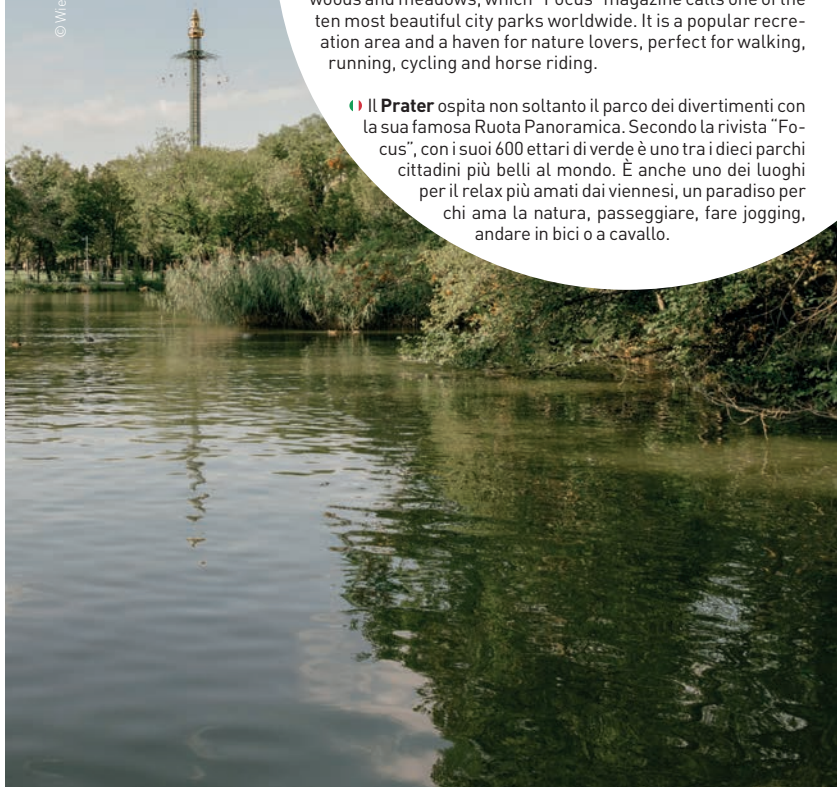 © Wie
woods and meadows, which “Focus” magazine calls one of the
ten most beautiful city parks worldwide. It is a popular recre-
ation area and a haven for nature lovers, perfect for walking,
running, cycling and horse riding.
Il Prater ospita non soltanto il parco dei divertimenti con
la sua famosa Ruota Panoramica. Secondo la rivista “Fo-
cus”, con i suoi 600 ettari di verde è uno tra i dieci parchi
cittadini più belli al mondo. È anche uno dei luoghi
per il relax più amati dai viennesi, un paradiso per
chi ama la natura, passeggiare, fare jogging,
andare in bici o a cavallo.